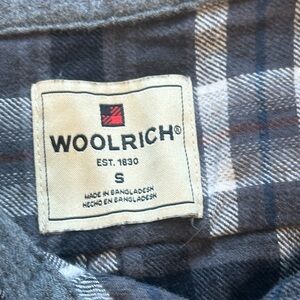 WOOLRICH®
EST. 1830
S
MADE IN BANGLADESH
HECHO EN BANGLADESH